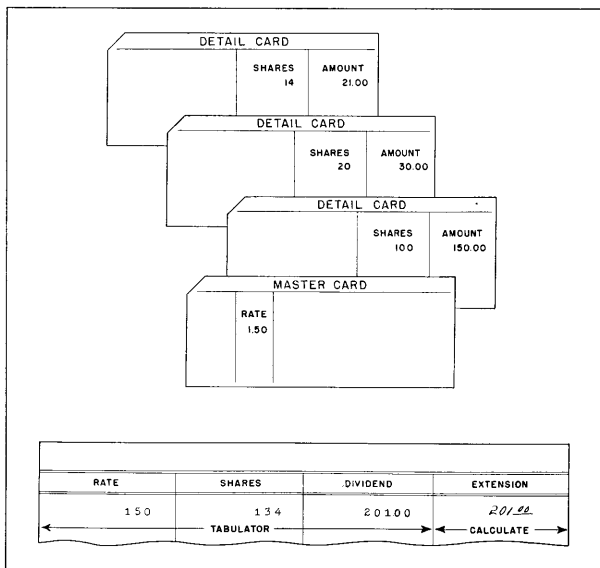 DETAIL CARD
SHARES AMOUNT
14 21.00
DETAIL CARD
SHARES AMOUNT
20 30.00
DETAIL CARD
SHARES AMOUNT
100 150.00
MASTER CARD
RATE
1.50
RATE SHARES DIVIDEND EXTENSION
150 134 20100 201.00
TABULATOR CALCULATE